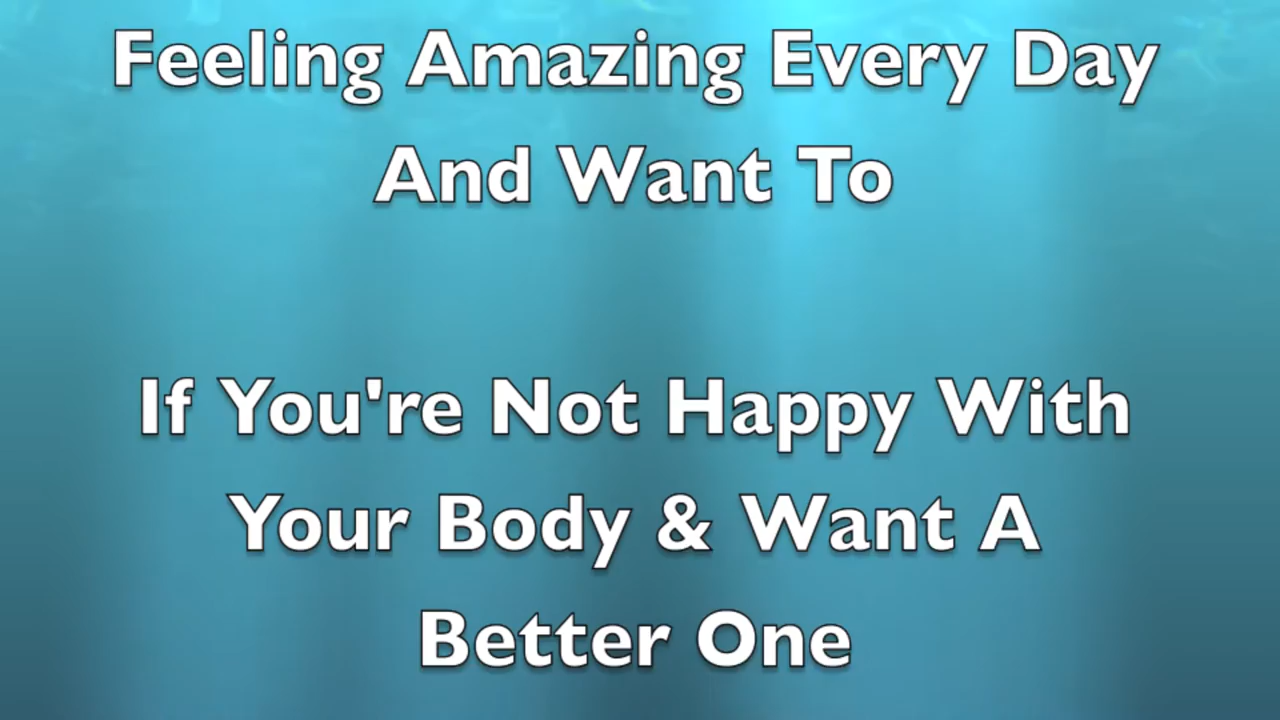 Feeling Amazing Every Day
And Want To
If You're Not Happy With
Your Body & Want A
Better One